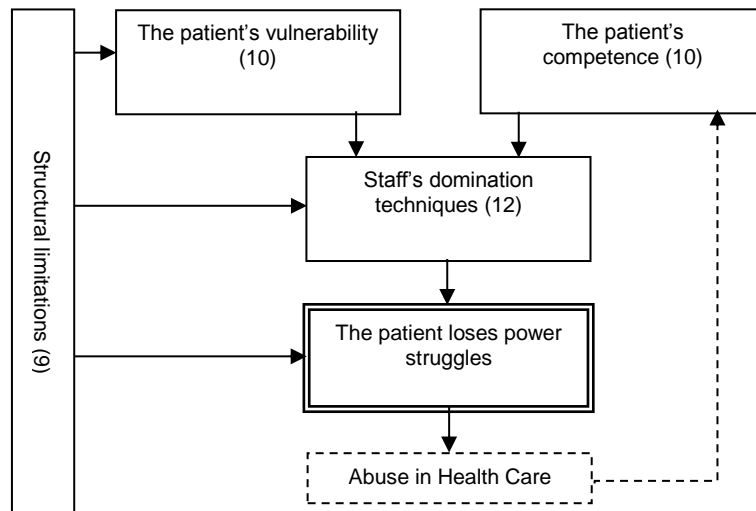 The patient's vulnerability
(10)
The patient's
competence (10)
Structural limitations (9)
Staff's domination
techniques (12)
The patient loses power
struggles
Abuse in Health Care